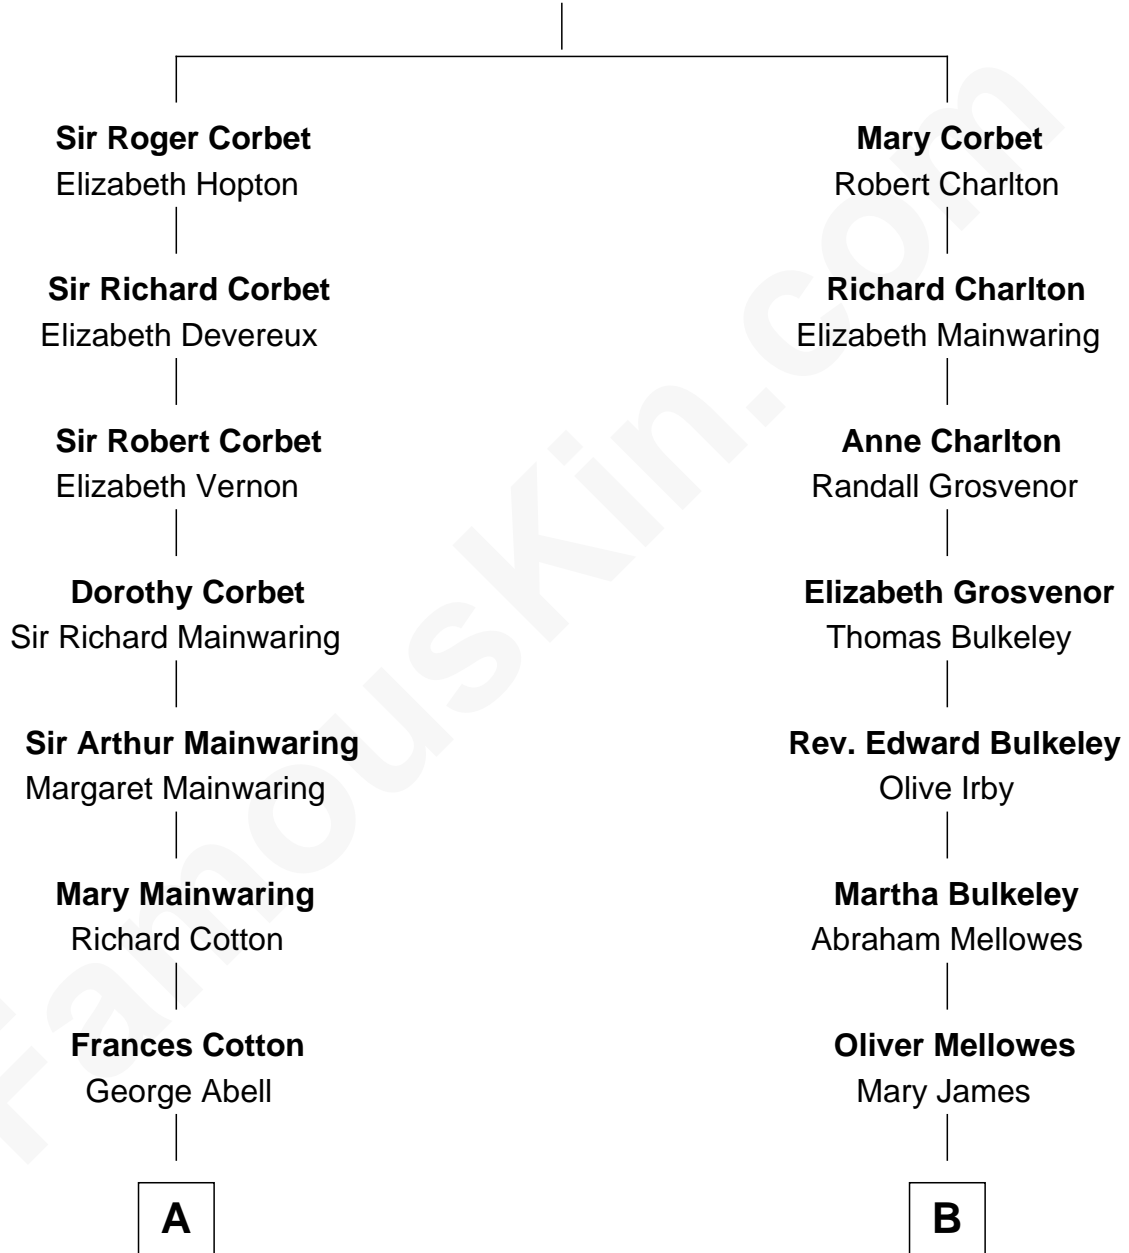 Sir Roger Corbet
Elizabeth Hopton
Sir Richard Corbet
Elizabeth Devereux
Sir Robert Corbet
Elizabeth Vernon
Dorothy Corbet
Sir Richard Mainwaring
Sir Arthur Mainwaring
Margaret Mainwaring
Mary Mainwaring
Richard Cotton
Frances Cotton
George Abell
A
Mary Corbet
Robert Charlton
Richard Charlton
Elizabeth Mainwaring
Anne Charlton
Randall Grosvenor
Elizabeth Grosvenor
Thomas Bulkeley
Rev. Edward Bulkeley
Olive Irby
Martha Bulkeley
Abraham Mellowes
Oliver Mellowes
Mary James
B
FamousKin.com